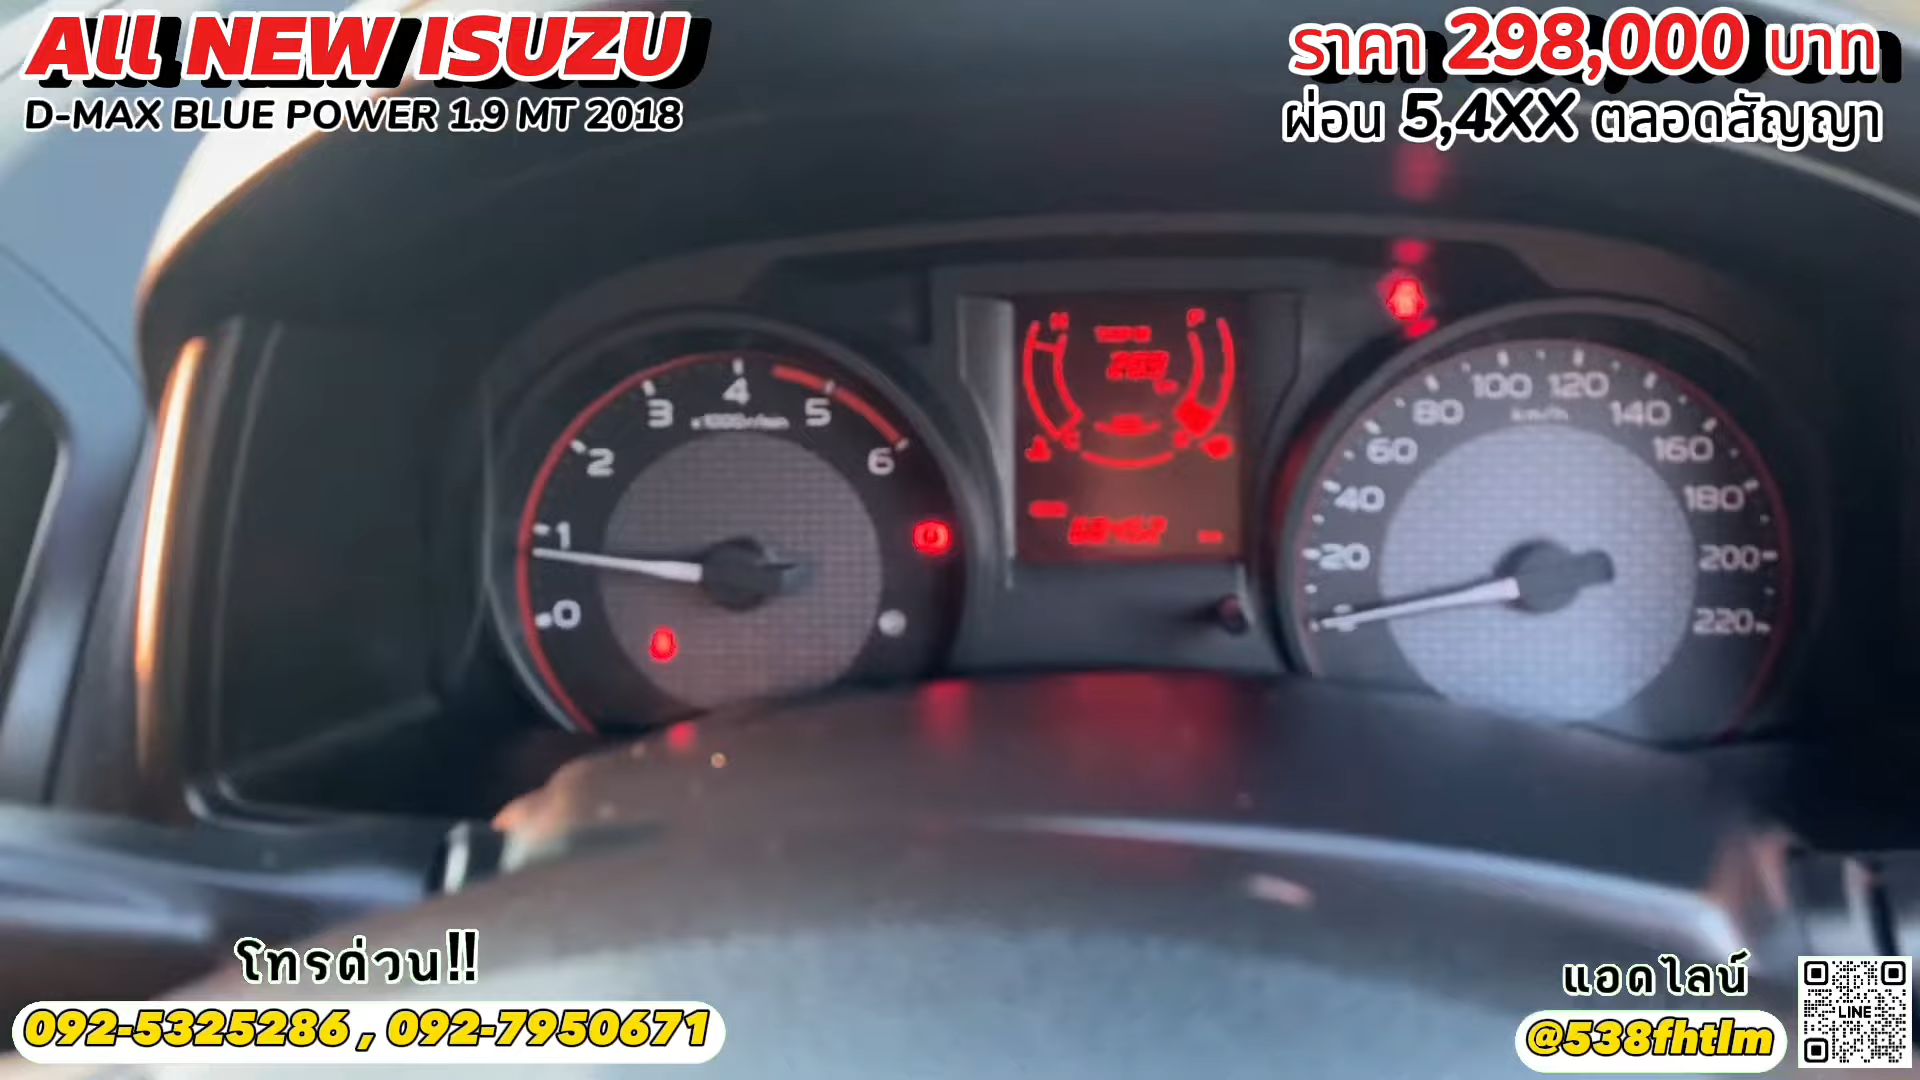 ALL NEW ISUZU
D-MAX BLUE POWER 1.9 MT 2018
ราคา 298,000 บาท
ผ่อน 5,4XX ตลอดสัญญา
0 1 2 3 4 5 6
x1000r/min
20 40 60 80 100 120 140 160 180 200 220
km/h
โทรด่วน!!
092-5325286 , 092-7950671
แอดไลน์
@538fhtlm
LINE